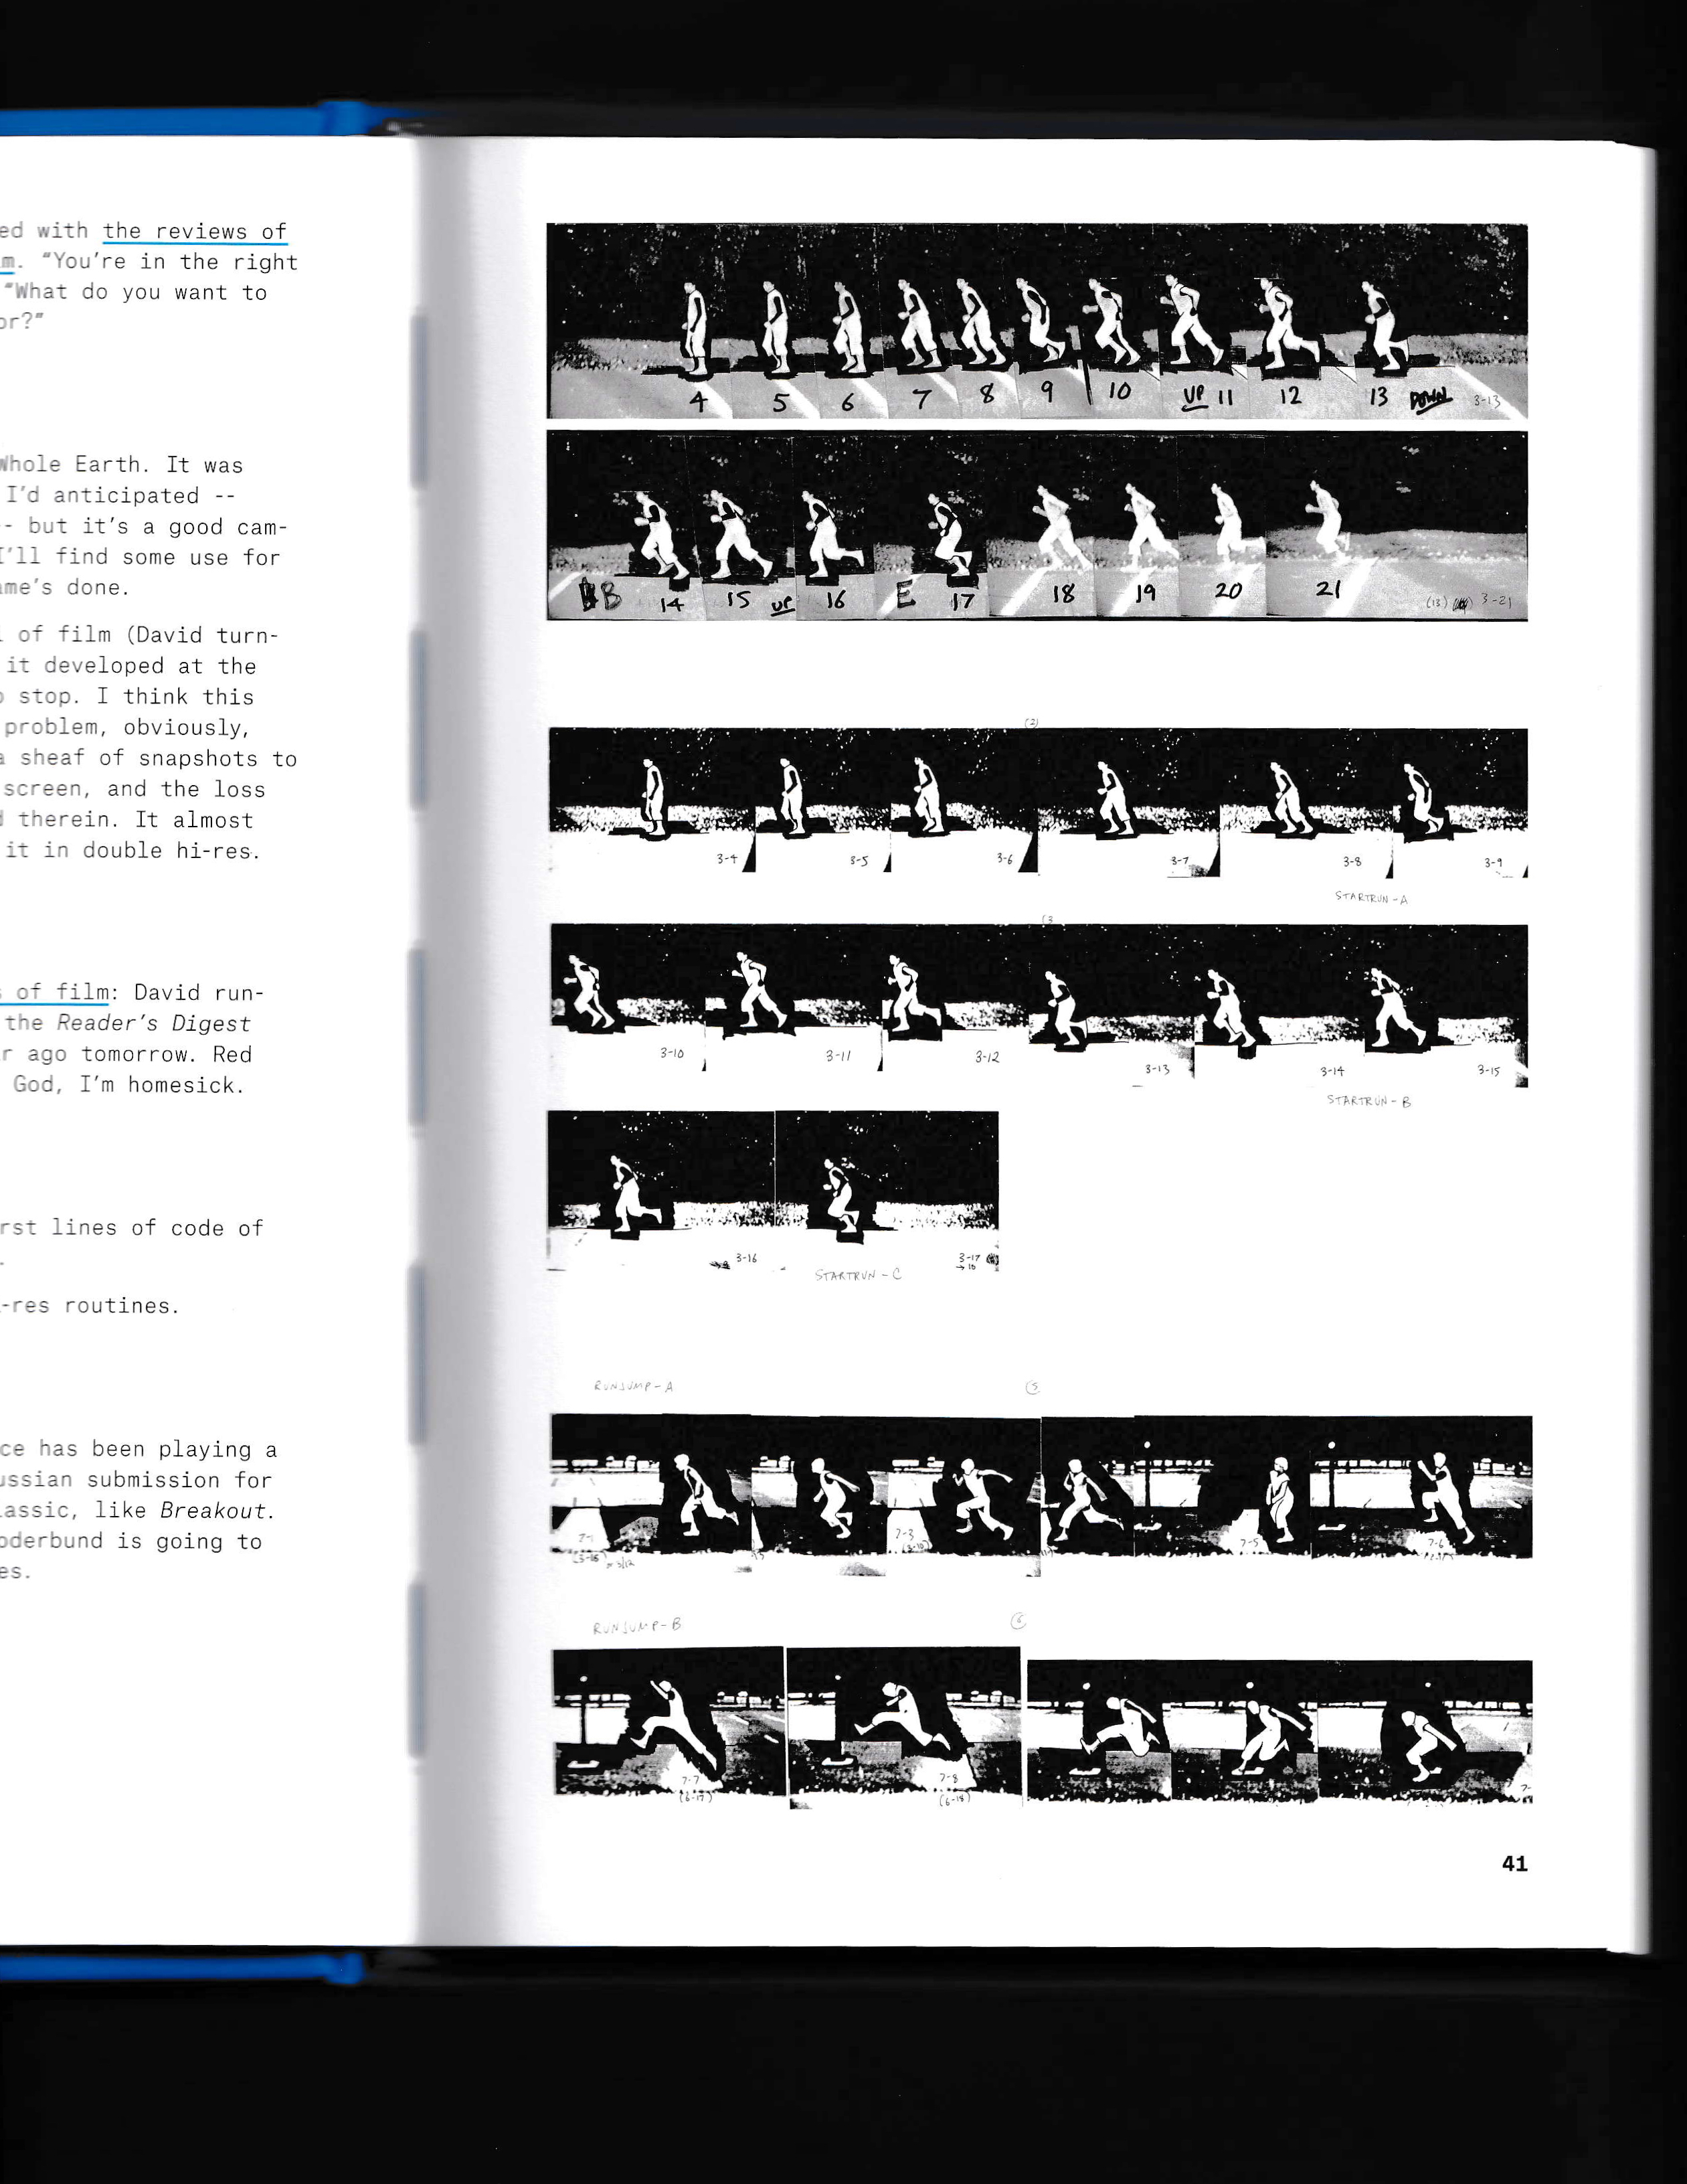 ed with the reviews of
m. “You’re in the right
“What do you want to
or?”
Whole Earth. It was
I’d anticipated --
-- but it’s a good cam-
I’ll find some use for
ame’s done.
l of film (David turn-
it developed at the
o stop. I think this
problem, obviously,
a sheaf of snapshots to
screen, and the loss
d therein. It almost
it in double hi-res.
s of film: David run-
the Reader’s Digest
r ago tomorrow. Red
God, I’m homesick.
rst lines of code of
-res routines.
ce has been playing a
ussian submission for
lassic, like Breakout.
oderbund is going to
es.
4 5 6 7 8 9 10 UP 11 12 13 DOWN 3-13
B 14 15 UP 16 E 17 18 19 20 21 (13) 3-21
(2)
3-4 3-5 3-6 3-7 3-8 3-9
STARTRUN-A
(3
3-10 3-11 3-12 3-13 3-14 3-15
STARTRUN-B
3-16 3-17
→16
STARTRUN-C
RUNJUMP-A 5
7-1 7-3 7-5 7-6
RUNJUMP-B 6
7-7 7-8 7-
(6-17) (6-18)
41